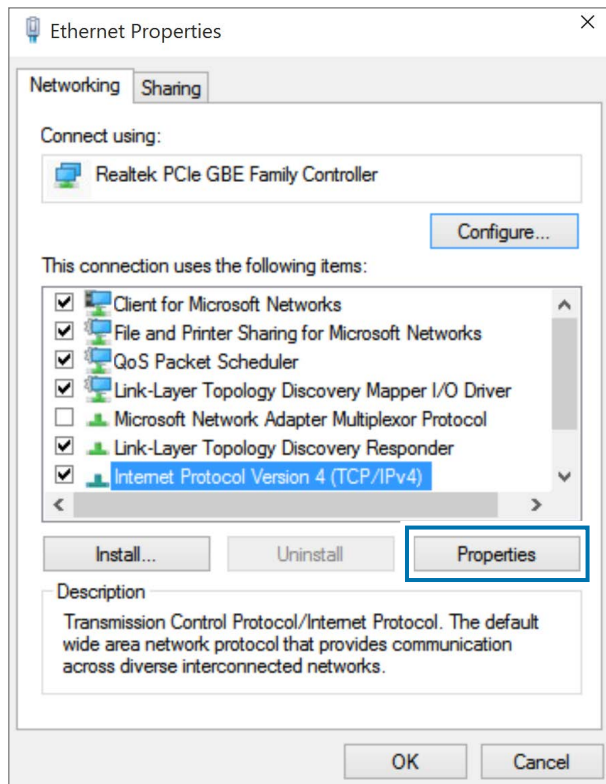 Ethernet Properties
Networking
Sharing
Connect using:
Realtek PCIe GBE Family Controller
Configure...
This connection uses the following items:
Client for Microsoft Networks
File and Printer Sharing for Microsoft Networks
QoS Packet Scheduler
Link-Layer Topology Discovery Mapper I/O Driver
Microsoft Network Adapter Multiplexor Protocol
Link-Layer Topology Discovery Responder
Internet Protocol Version 4 (TCP/IPv4)
Install...
Uninstall
Properties
Description
Transmission Control Protocol/Internet Protocol. The default
wide area network protocol that provides communication
across diverse interconnected networks.
OK
Cancel